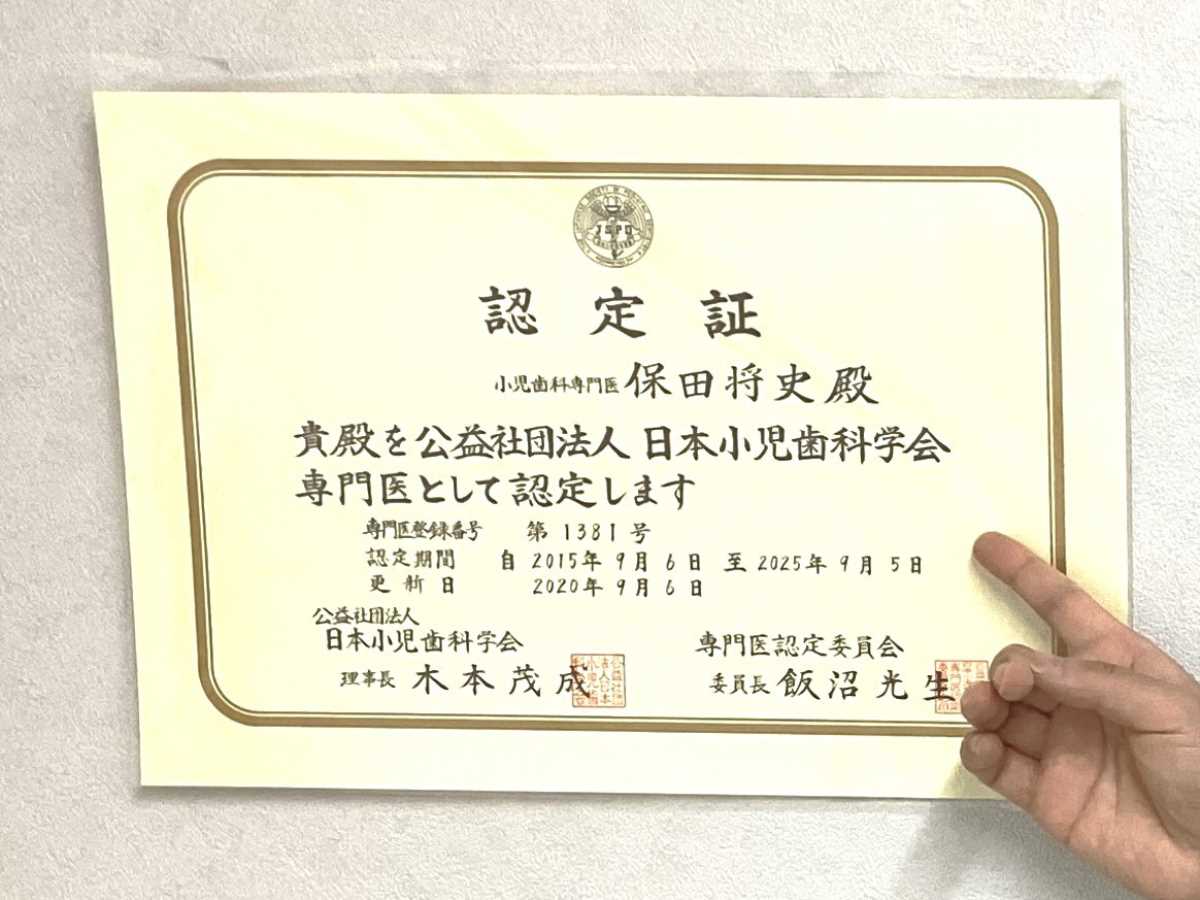 JSPD
認定証
小児歯科専門医 保田将史殿
貴殿を公益社団法人 日本小児歯科学会
専門医として認定します
専門医登録番号 第 1381 号
認定期間 自 2015年 9月 6日 至 2025年 9月 5日
更新日 2020年 9月 6日
公益社団法人
日本小児歯科学会
理事長 木本茂成
専門医認定委員会
委員長 飯沼光生